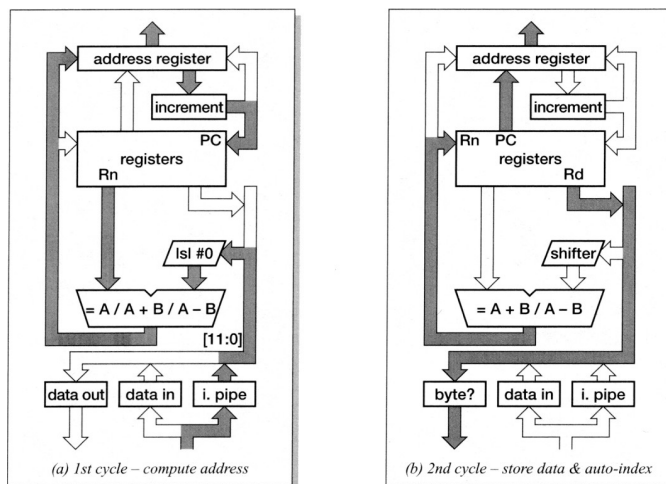 address register
increment
PC
registers
Rn
lsl #0
= A / A + B / A – B
[11:0]
data out
data in
i. pipe
(a) 1st cycle – compute address
address register
increment
Rn
PC
registers
Rd
shifter
= A + B / A – B
byte?
data in
i. pipe
(b) 2nd cycle – store data & auto-index